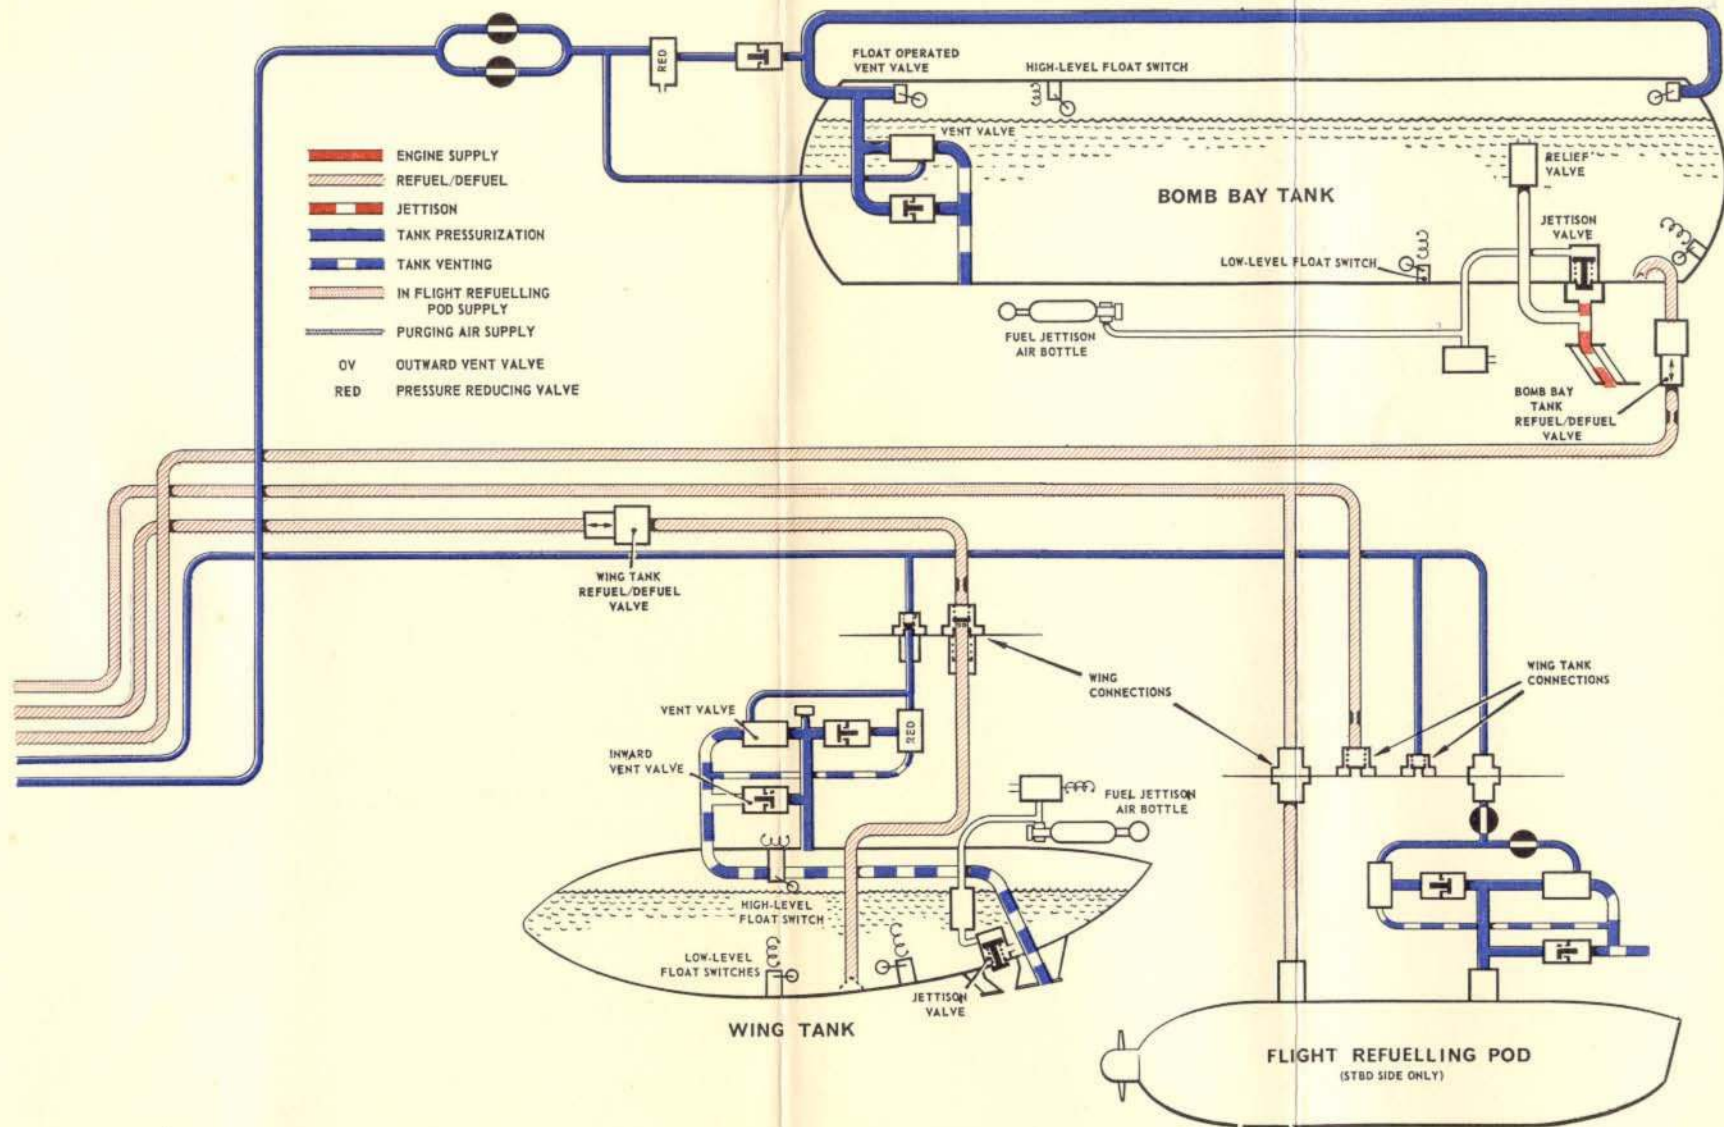 RED
FLOAT OPERATED
VENT VALVE
HIGH-LEVEL FLOAT SWITCH
VENT VALVE
RELIEF
VALVE
BOMB BAY TANK
JETTISON
VALVE
LOW-LEVEL FLOAT SWITCH
FUEL JETTISON
AIR BOTTLE
BOMB BAY
TANK
REFUEL/DEFUEL
VALVE
ENGINE SUPPLY
REFUEL/DEFUEL
JETTISON
TANK PRESSURIZATION
TANK VENTING
IN FLIGHT REFUELLING
POD SUPPLY
PURGING AIR SUPPLY
OV OUTWARD VENT VALVE
RED PRESSURE REDUCING VALVE
WING TANK
REFUEL/DEFUEL
VALVE
WING
CONNECTIONS
WING TANK
CONNECTIONS
VENT VALVE
RED
INWARD
VENT VALVE
FUEL JETTISON
AIR BOTTLE
HIGH-LEVEL
FLOAT SWITCH
LOW-LEVEL
FLOAT SWITCHES
JETTISON
VALVE
WING TANK
FLIGHT REFUELLING POD
(STBD SIDE ONLY)